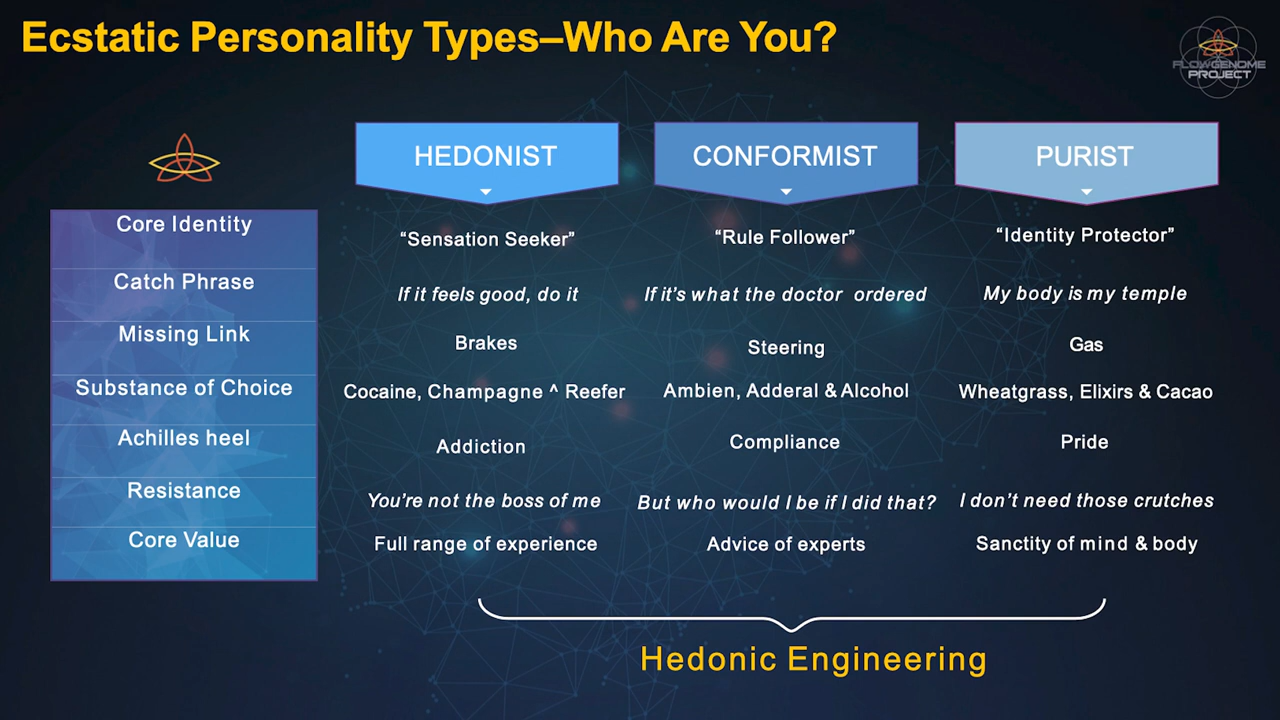 Ecstatic Personality Types–Who Are You?
FLOWGENOME
PROJECT
HEDONIST CONFORMIST PURIST
Core Identity “Sensation Seeker” “Rule Follower” “Identity Protector”
Catch Phrase If it feels good, do it If it’s what the doctor ordered My body is my temple
Missing Link Brakes Steering Gas
Substance of Choice Cocaine, Champagne ^ Reefer Ambien, Adderal & Alcohol Wheatgrass, Elixirs & Cacao
Achilles heel Addiction Compliance Pride
Resistance You’re not the boss of me But who would I be if I did that? I don’t need those crutches
Core Value Full range of experience Advice of experts Sanctity of mind & body
Hedonic Engineering